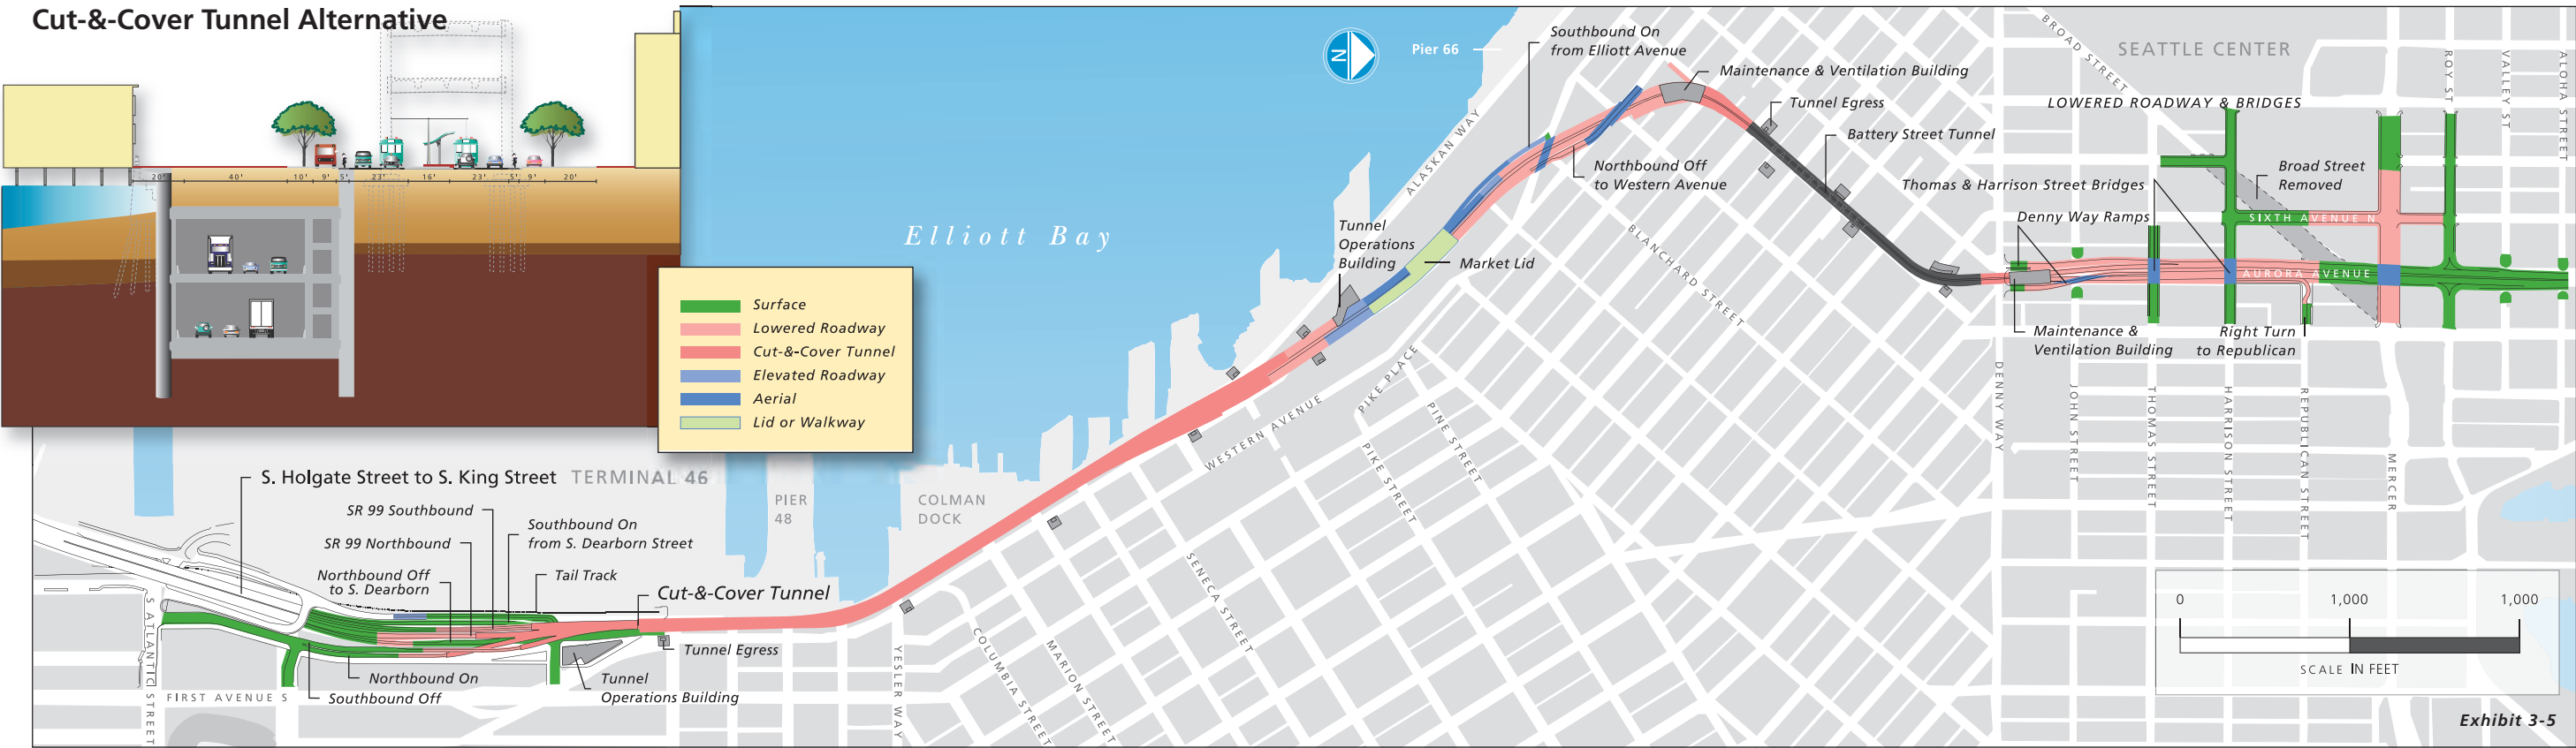 Cut-&-Cover Tunnel Alternative
20'
40'
10'
9'
5'
23'
16'
23'
5'
9'
20'
Surface
Lowered Roadway
Cut-&-Cover Tunnel
Elevated Roadway
Aerial
Lid or Walkway
N
Pier 66
Elliott Bay
ALASKAN WAY
Southbound On
from Elliott Avenue
Maintenance & Ventilation Building
Tunnel Egress
Battery Street Tunnel
Northbound Off
to Western Avenue
Tunnel
Operations
Building
Market Lid
BLANCHARD STREET
BROAD STREET
SEATTLE CENTER
ROY ST
VALLEY ST
ALOHA STREET
LOWERED ROADWAY & BRIDGES
Broad Street
Removed
Thomas & Harrison Street Bridges
Denny Way Ramps
SIXTH AVENUE N
AURORA AVENUE
Maintenance &
Ventilation Building
Right Turn
to Republican
DENNY WAY
JOHN STREET
THOMAS STREET
HARRISON STREET
REPUBLICAN STREET
MERCER
PIKE PLACE
WESTERN AVENUE
PINE STREET
PIKE STREET
SENECA STREET
S. Holgate Street to S. King Street
TERMINAL 46
PIER
48
COLMAN
DOCK
SR 99 Southbound
Southbound On
from S. Dearborn Street
SR 99 Northbound
Northbound Off
to S. Dearborn
Tail Track
Cut-&-Cover Tunnel
Tunnel Egress
Northbound On
Southbound Off
Tunnel
Operations Building
S ATLANTIC STREET
FIRST AVENUE S
YESLER WAY
COLUMBIA STREET
MARION STREET
0
1,000
1,000
SCALE IN FEET
Exhibit 3-5